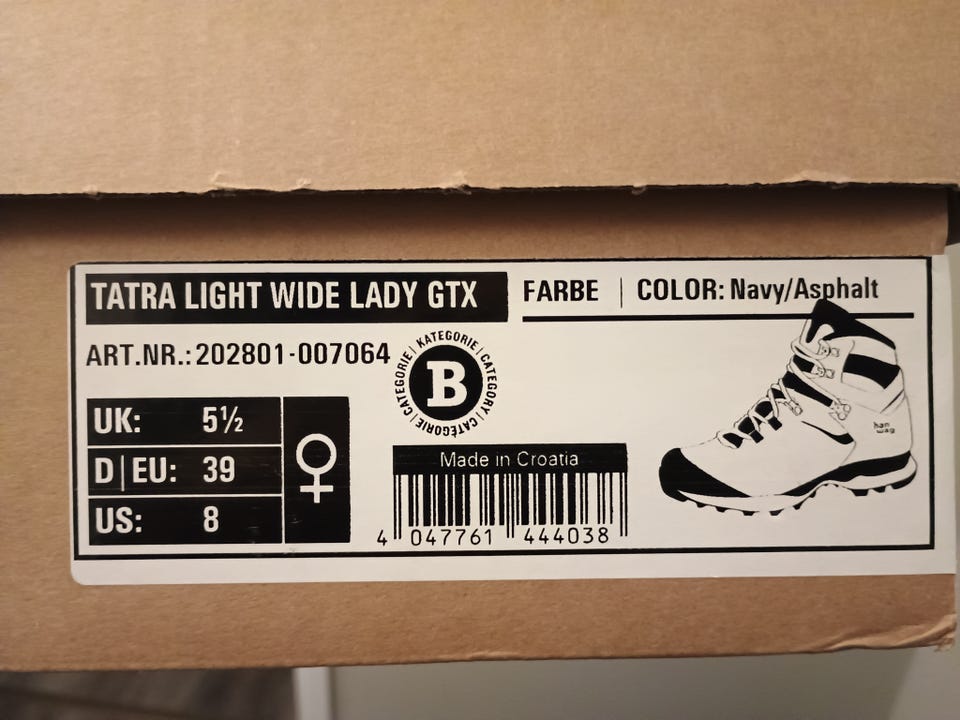 TATRA LIGHT WIDE LADY GTX
FARBE | COLOR: Navy/Asphalt
ART.NR.: 202801-007064
KATEGORIE / CATEGORY / CATÉGORIE / CATEGORIE /
B
UK: 5½
D|EU: 39
US: 8
♀
Made in Croatia
4 047761 444038
han
wag